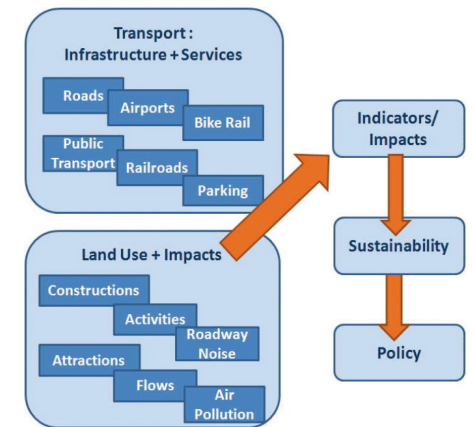 Transport :
Infrastructure + Services
Roads
Airports
Bike Rail
Public
Transport
Railroads
Parking
Land Use + Impacts
Constructions
Activities
Roadway
Noise
Attractions
Flows
Air
Pollution
Indicators/
Impacts
Sustainability
Policy